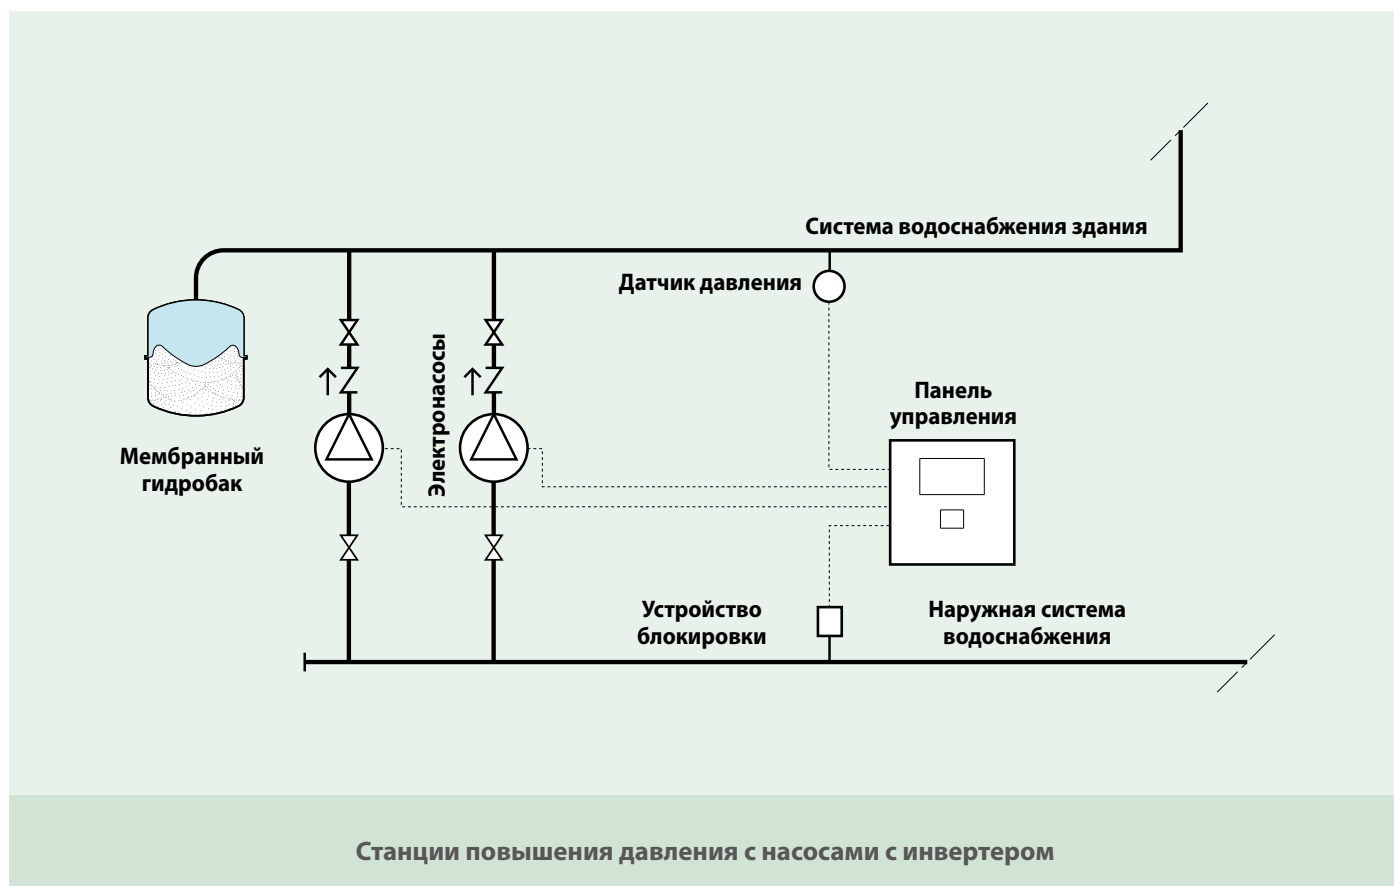 Система водоснабжения здания
Датчик давления
Электронасосы
Панель
управления
Мембранный
гидробак
Устройство
блокировки
Наружная система
водоснабжения
Станции повышения давления с насосами с инвертером